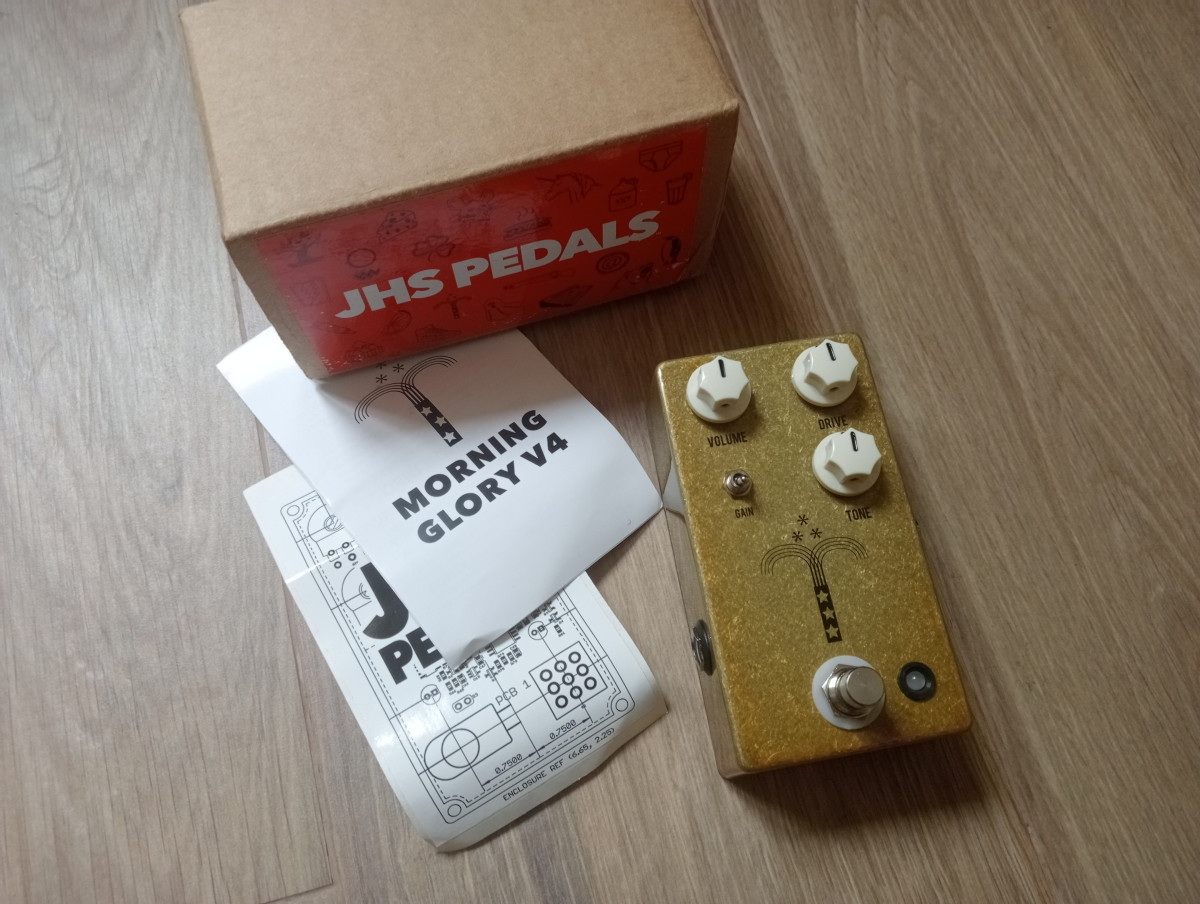 JHS PEDALS
MORNING
GLORY V4
J
PE
PCB 1
0.7500
0.7500
ENCLOSURE REF (6.65, 2.25)
VOLUME
DRIVE
GAIN
TONE